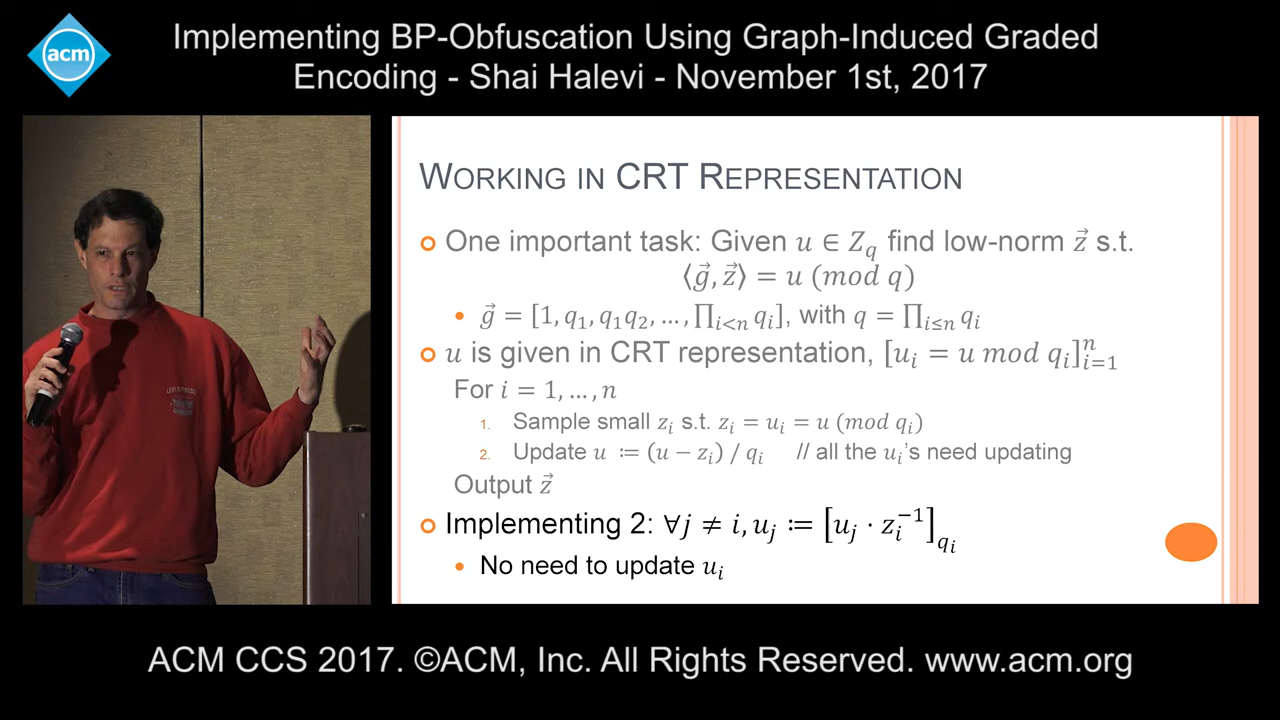 Implementing BP-Obfuscation Using Graph-Induced Graded
Encoding - Shai Halevi - November 1st, 2017
acm
WORKING IN CRT REPRESENTATION
One important task: Given 𝑢 ∈ 𝑍_𝑞 find low-norm 𝑧⃗ s.t.
⟨𝑔⃗, 𝑧⃗⟩ = 𝑢 (𝑚𝑜𝑑 𝑞)
• 𝑔⃗ = [1, 𝑞₁, 𝑞₁𝑞₂, … , ∏_{𝑖<𝑛} 𝑞_𝑖], with 𝑞 = ∏_{𝑖≤𝑛} 𝑞_𝑖
𝑢 is given in CRT representation, [𝑢_𝑖 = 𝑢 𝑚𝑜𝑑 𝑞_𝑖]_{𝑖=1}^𝑛
For 𝑖 = 1, … , 𝑛
1. Sample small 𝑧_𝑖 s.t. 𝑧_𝑖 = 𝑢_𝑖 = 𝑢 (𝑚𝑜𝑑 𝑞_𝑖)
2. Update 𝑢 := (𝑢 − 𝑧_𝑖) / 𝑞_𝑖 // all the 𝑢_𝑖's need updating
Output 𝑧⃗
Implementing 2: ∀𝑗 ≠ 𝑖, 𝑢_𝑗 := [𝑢_𝑗 · 𝑧_𝑖^{−1}]_{𝑞_𝑖}
• No need to update 𝑢_𝑖
ACM CCS 2017. ©ACM, Inc. All Rights Reserved. www.acm.org